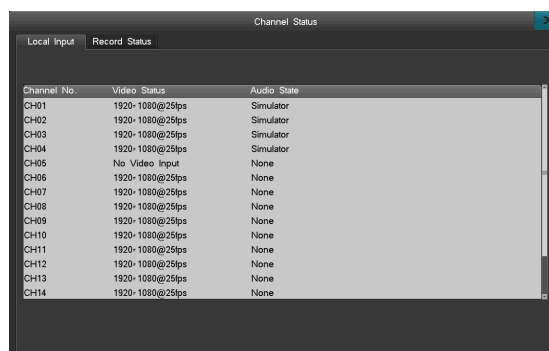 Channel Status
Local Input Record Status
Channel No. Video Status Audio State
CH01 1920*1080@25fps Simulator
CH02 1920*1080@25fps Simulator
CH03 1920*1080@25fps Simulator
CH04 1920*1080@25fps Simulator
CH05 No Video Input None
CH06 1920*1080@25fps None
CH07 1920*1080@25fps None
CH08 1920*1080@25fps None
CH09 1920*1080@25fps None
CH10 1920*1080@25fps None
CH11 1920*1080@25fps None
CH12 1920*1080@25fps None
CH13 1920*1080@25fps None
CH14 1920*1080@25fps None